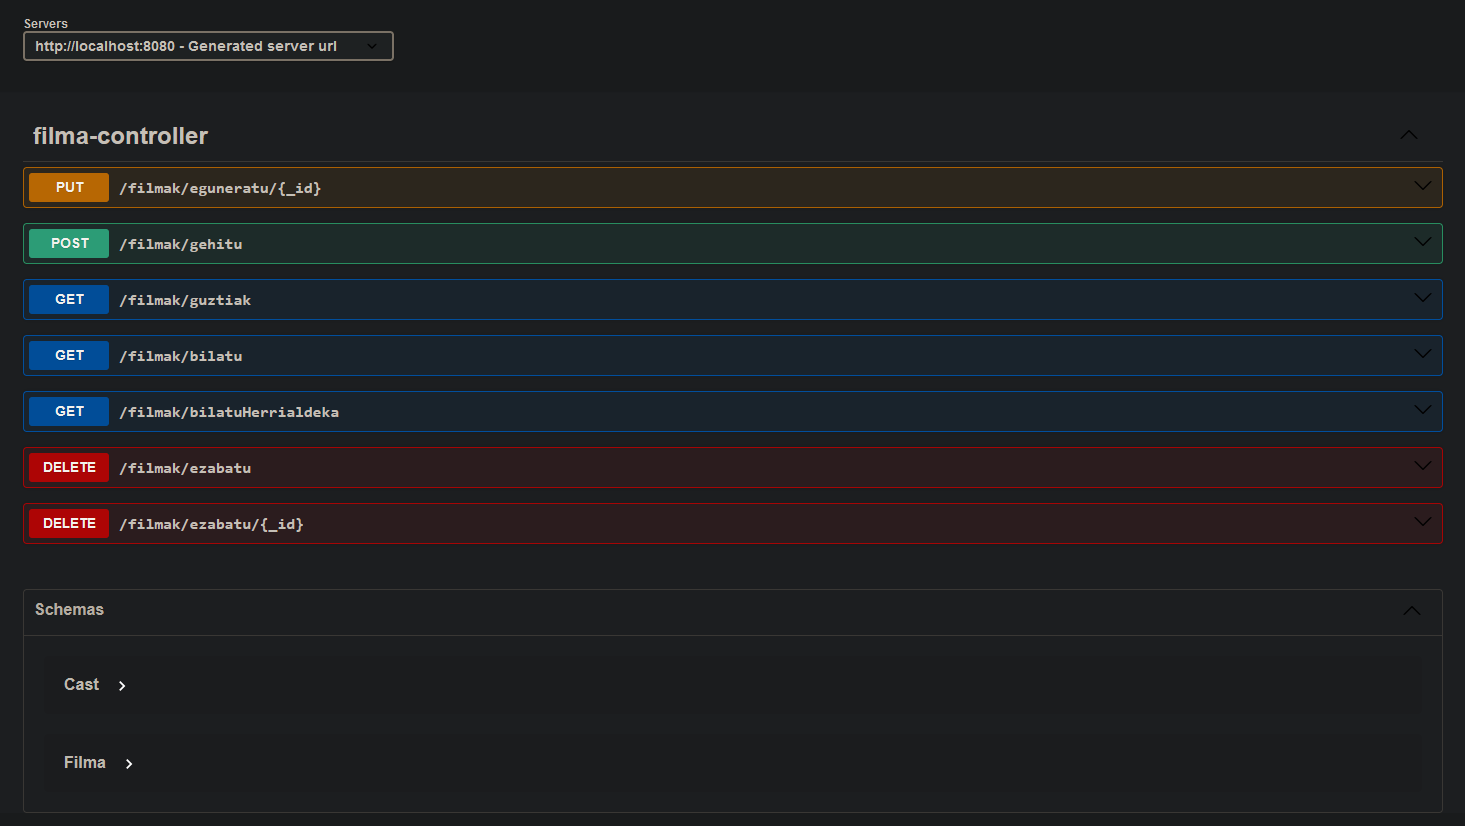 Servers
http://localhost:8080 - Generated server url
filma-controller
PUT /filmak/eguneratu/{_id}
POST /filmak/gehitu
GET /filmak/guztiak
GET /filmak/bilatu
GET /filmak/bilatuHerrialdeka
DELETE /filmak/ezabatu
DELETE /filmak/ezabatu/{_id}
Schemas
Cast
Filma